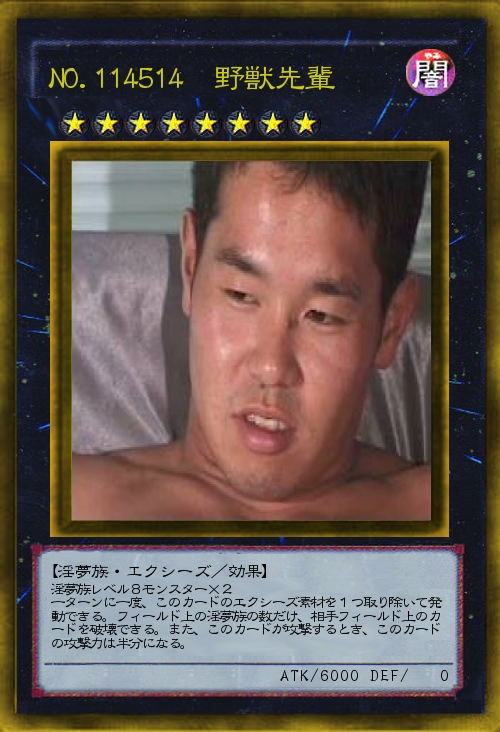 NO.114514 野獣先輩
やみ
闇
【淫夢族・エクシーズ／効果】
淫夢族レベル８モンスター×２
一ターンに一度、このカードのエクシーズ素材を１つ取り除いて発
動できる。フィールド上の淫夢族の数だけ、相手フィールド上のカ
ードを破壊できる。また、このカードが攻撃するとき、このカード
の攻撃力は半分になる。
ATK/6000 DEF/ 0